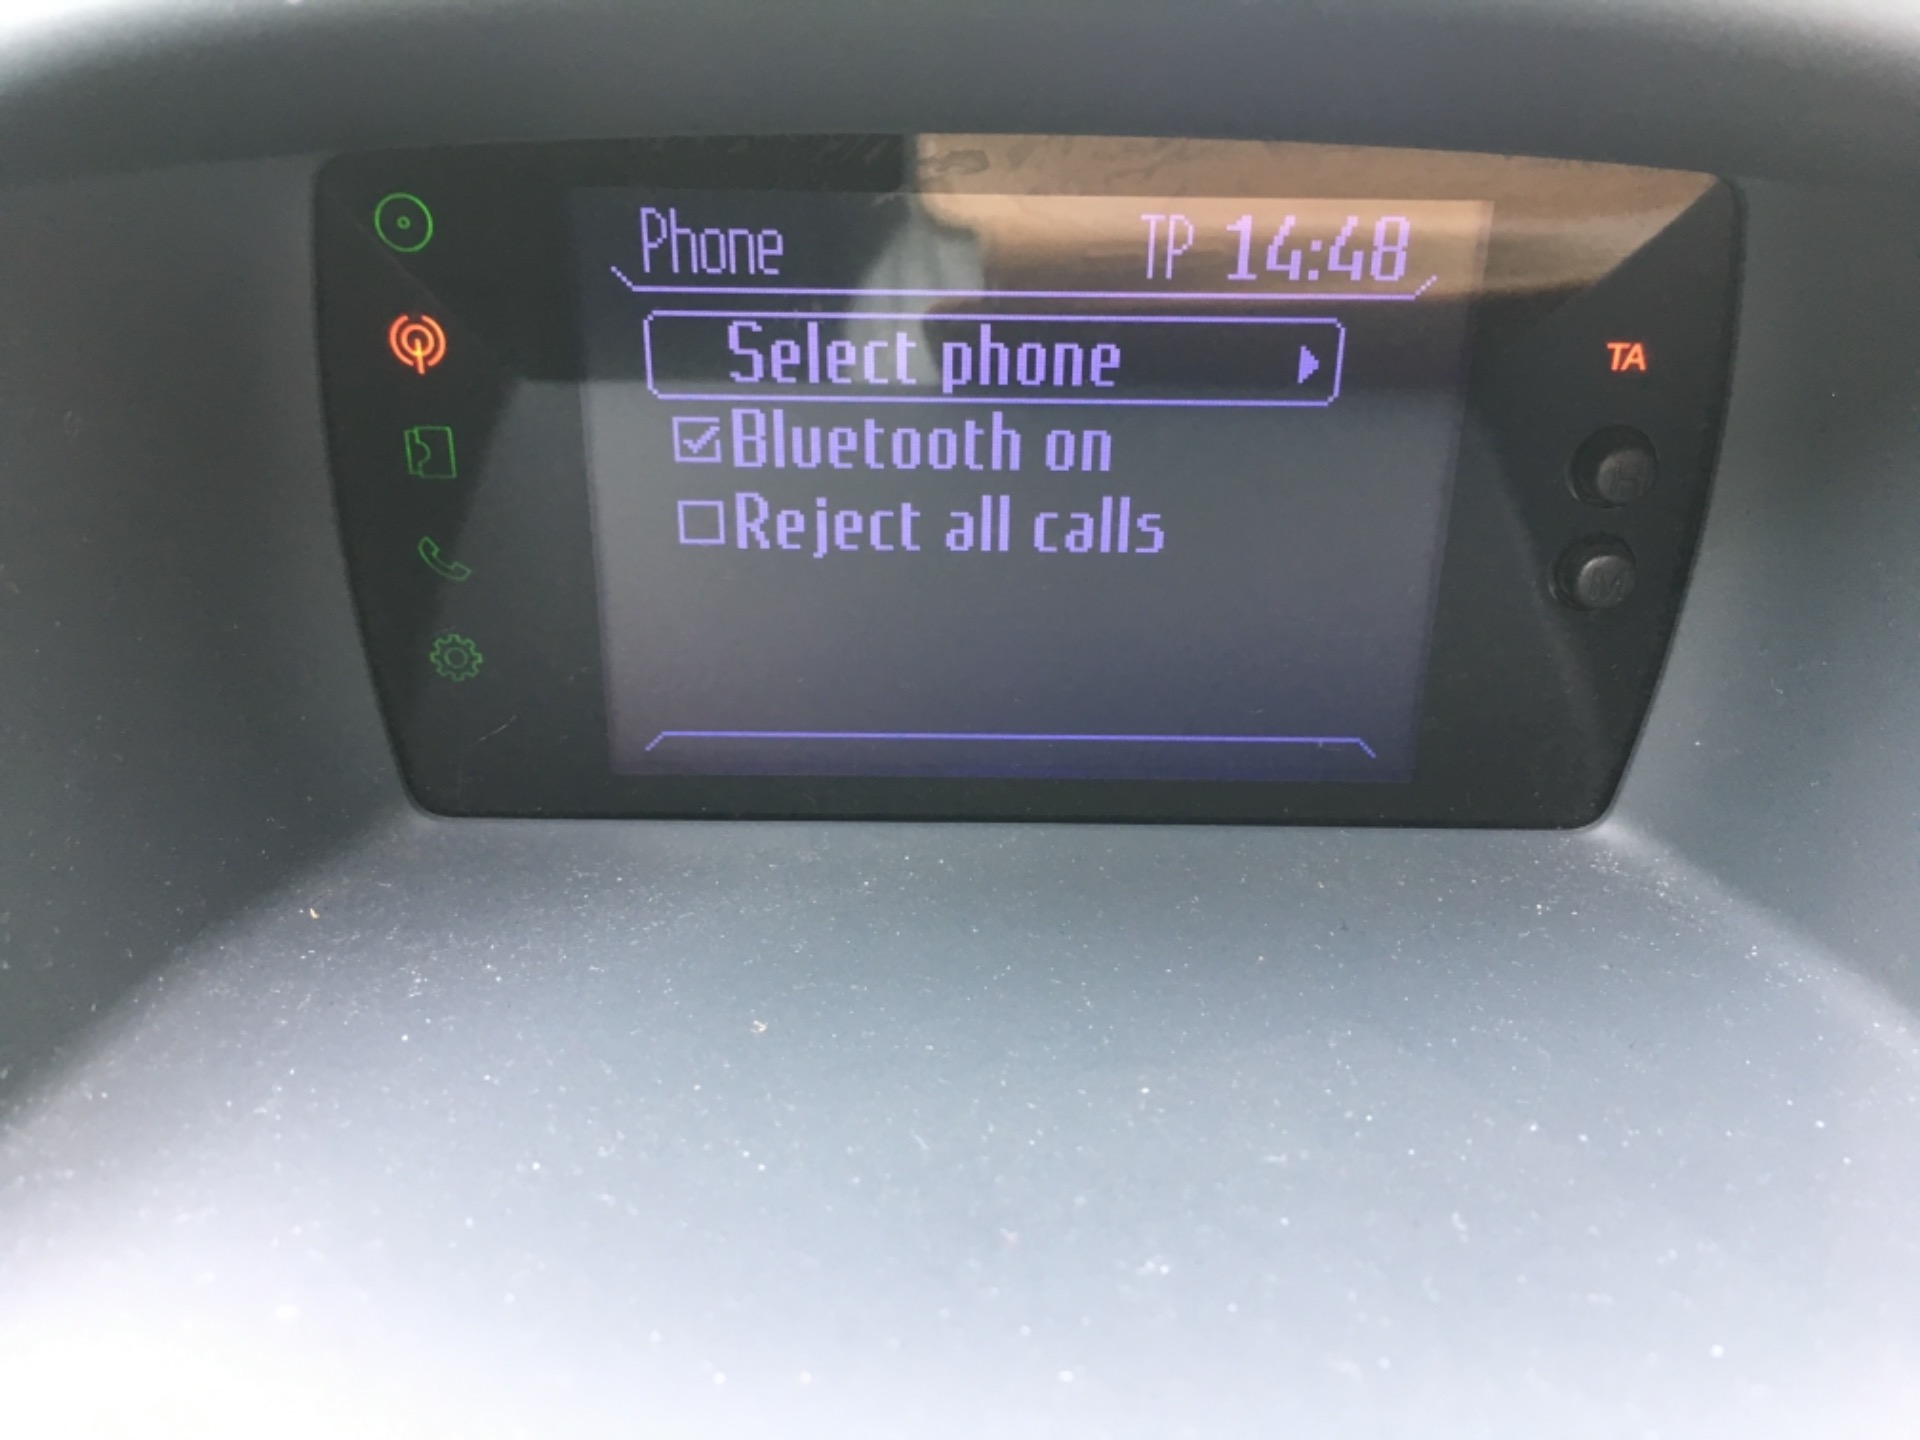 Phone TP 14:48
Select phone
TA
Bluetooth on
H
Reject all calls
M